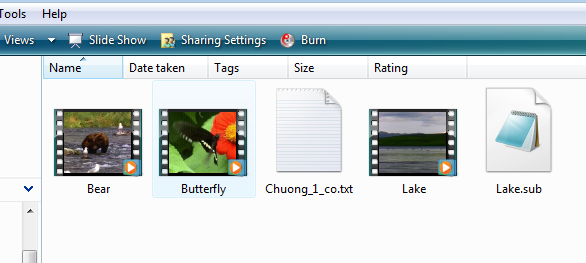 Tools Help
Views Slide Show Sharing Settings Burn
Name Date taken Tags Size Rating
Bear Butterfly Chuong_1_co.txt Lake Lake.sub